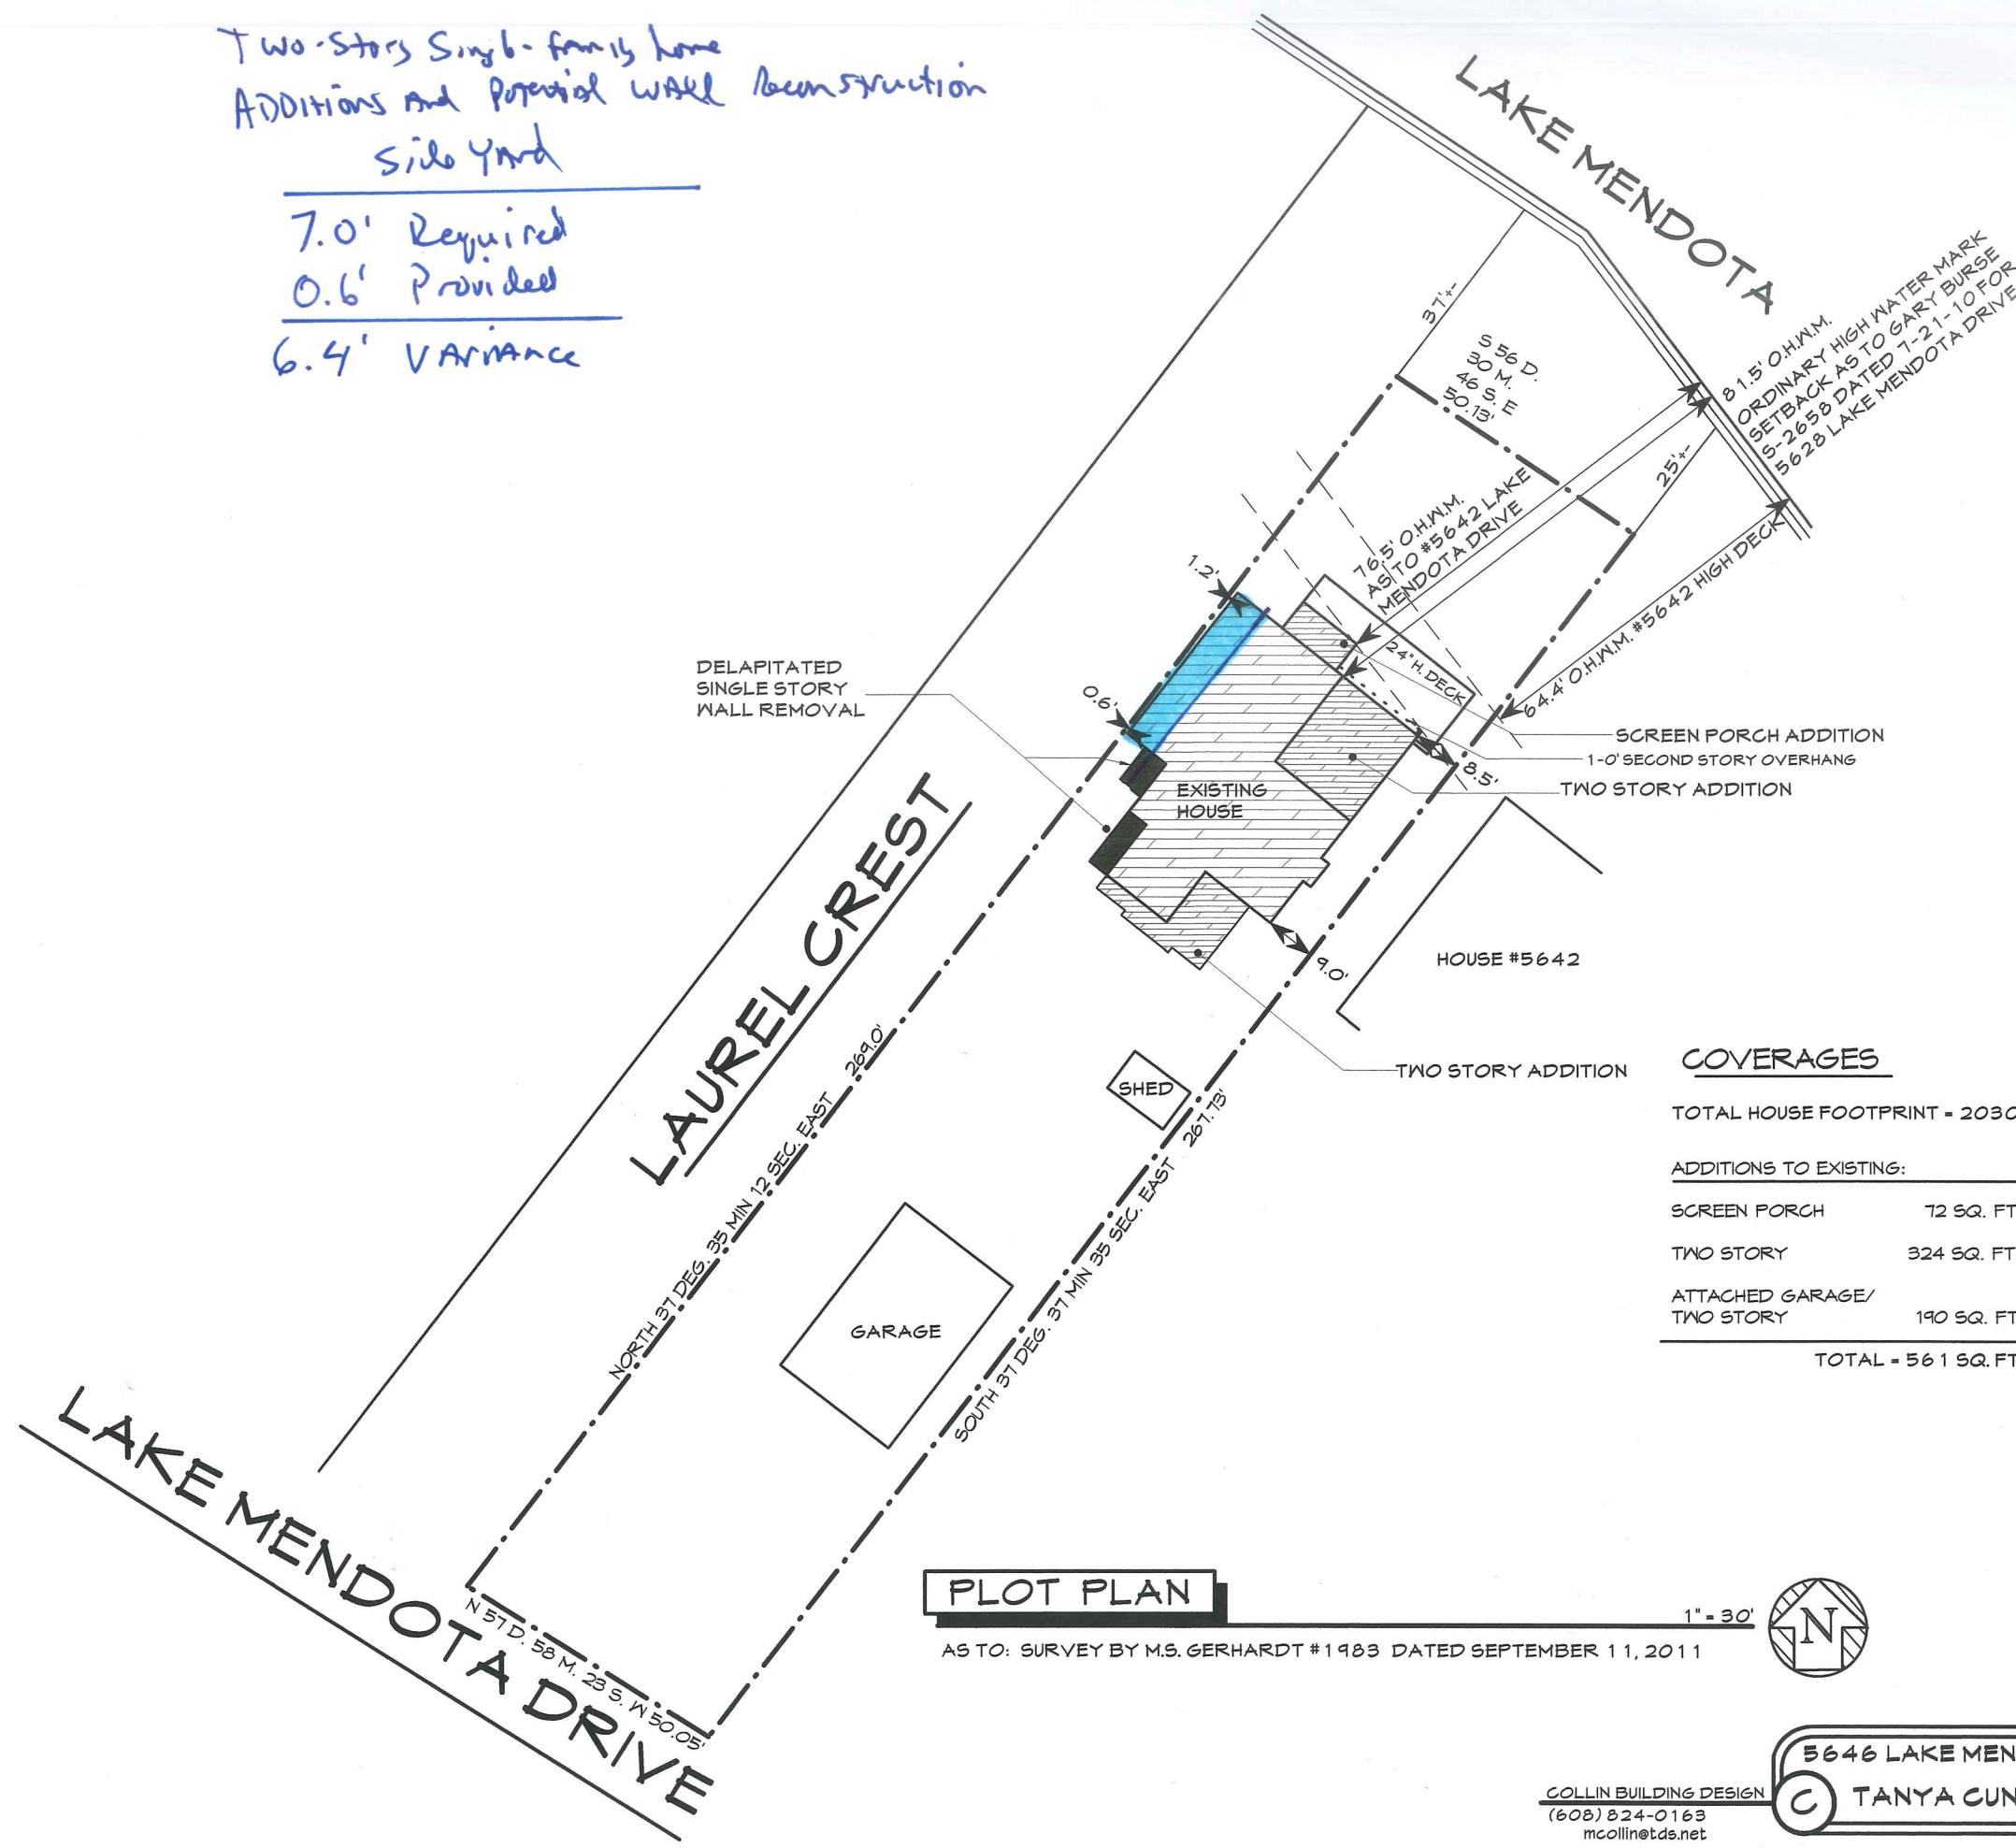 Two-Story Single-family home
ADDitions And Potential WAll Reconstruction
Side Yard
7.0' Required
0.6' Provided
6.4' VAriAnce
LAKE MENDOTA
37'+-
S 56 D.
30 M.
46 S. E
50.13'
81.5' O.H.W.M.
ORDINARY HIGH WATER MARK
SETBACK AS TO GARY BURSE
S-2658 DATED 7-21-10 FOR
5628 LAKE MENDOTA DRIVE
25'+-
76.5' O.H.W.M.
AS TO #5642 LAKE
MENDOTA DRIVE
64.4' O.H.W.M. #5642 HIGH DECK
1.2'
0.6'
24" H. DECK
DELAPITATED
SINGLE STORY
WALL REMOVAL
SCREEN PORCH ADDITION
1-0' SECOND STORY OVERHANG
TWO STORY ADDITION
8.5'
EXISTING
HOUSE
LAUREL CREST
HOUSE #5642
9.0'
TWO STORY ADDITION
SHED
NORTH 37 DEG. 35 MIN 12 SEC. EAST 269.0'
SOUTH 37 DEG. 37 MIN 35 SEC. EAST 267.73'
GARAGE
COVERAGES
TOTAL HOUSE FOOTPRINT = 2030
ADDITIONS TO EXISTING:
SCREEN PORCH 72 SQ. FT
TWO STORY 324 SQ. FT
ATTACHED GARAGE/
TWO STORY 190 SQ. FT
TOTAL = 561 SQ. FT
LAKE MENDOTA DRIVE
N 57 D. 58 M. 23 S. W 50.05'
PLOT PLAN
1" = 30'
N
AS TO: SURVEY BY M.S. GERHARDT #1983 DATED SEPTEMBER 11, 2011
5646 LAKE MEN
TANYA CUN
C
COLLIN BUILDING DESIGN
(608) 824-0163
mcollin@tds.net